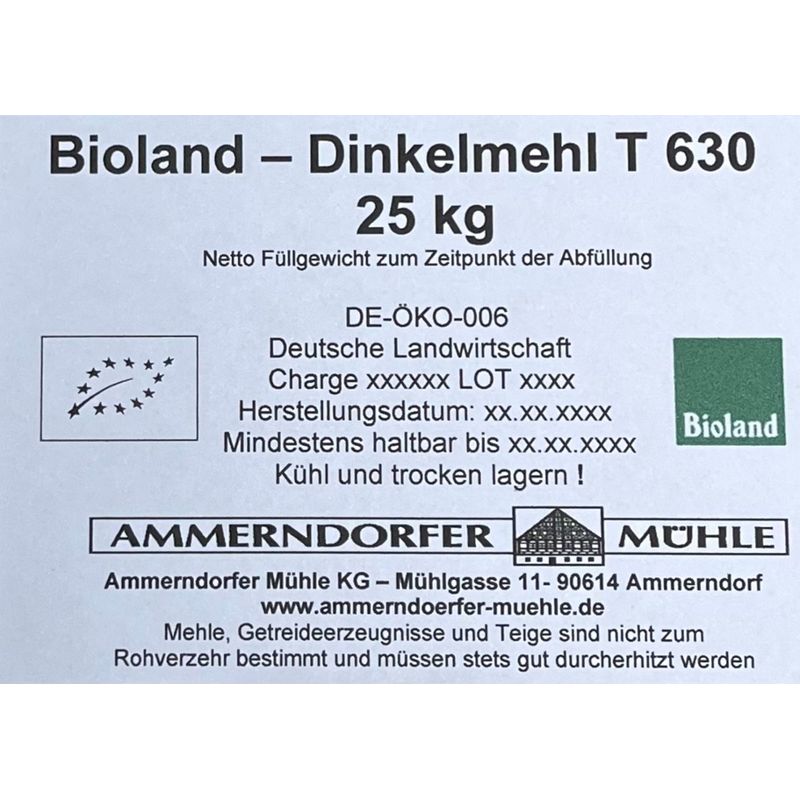 Bioland – Dinkelmehl T 630
25 kg
Netto Füllgewicht zum Zeitpunkt der Abfüllung
DE-ÖKO-006
Deutsche Landwirtschaft
Charge xxxxxx LOT xxxx
Herstellungsdatum: xx.xx.xxxx
Mindestens haltbar bis xx.xx.xxxx
Kühl und trocken lagern !
Bioland
AMMERNDORFER MÜHLE
Ammerndorfer Mühle KG – Mühlgasse 11- 90614 Ammerndorf
www.ammerndoerfer-muehle.de
Mehle, Getreideerzeugnisse und Teige sind nicht zum
Rohverzehr bestimmt und müssen stets gut durcherhitzt werden